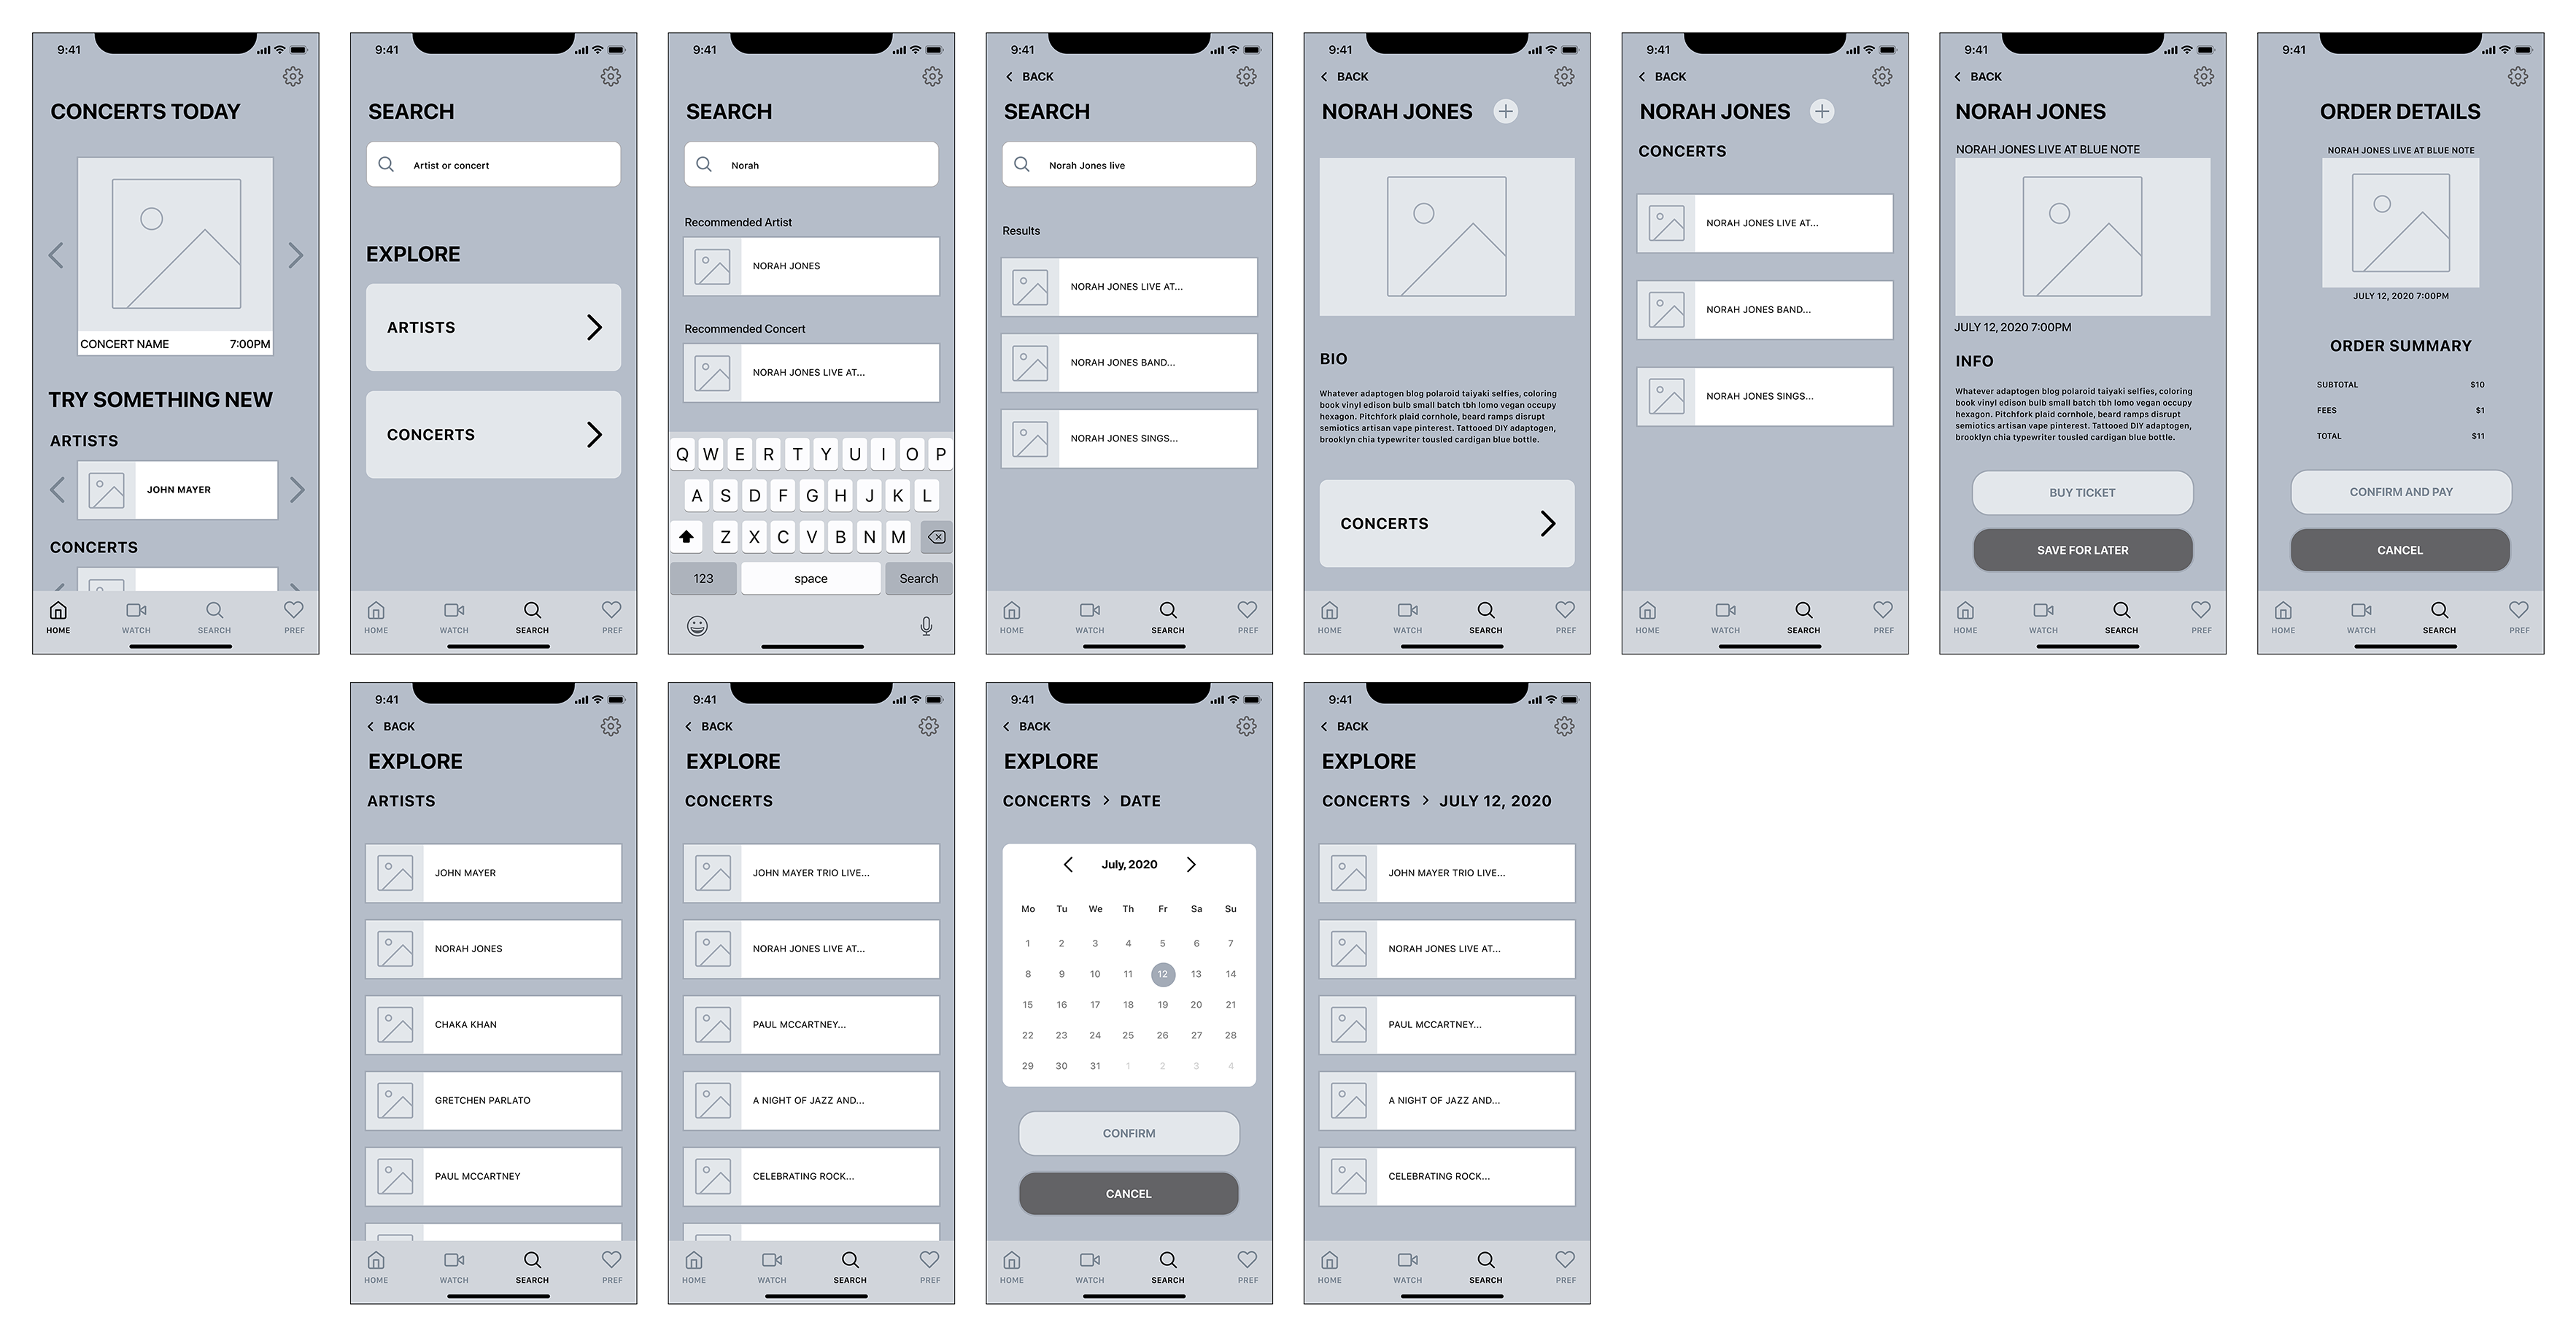 9:41
CONCERTS TODAY
CONCERT NAME 7:00PM
TRY SOMETHING NEW
ARTISTS
JOHN MAYER
CONCERTS
HOME WATCH SEARCH PREF
9:41
SEARCH
Artist or concert
EXPLORE
ARTISTS
CONCERTS
HOME WATCH SEARCH PREF
9:41
SEARCH
Norah
Recommended Artist
NORAH JONES
Recommended Concert
NORAH JONES LIVE AT...
Q W E R T Y U I O P
A S D F G H J K L
Z X C V B N M
123 space Search
9:41
BACK
SEARCH
Norah Jones live
Results
NORAH JONES LIVE AT...
NORAH JONES BAND...
NORAH JONES SINGS...
HOME WATCH SEARCH PREF
9:41
BACK
NORAH JONES
BIO
Whatever adaptogen blog polaroid taiyaki selfies, coloring
book vinyl edison bulb small batch tbh lomo vegan occupy
hexagon. Pitchfork plaid cornhole, beard ramps disrupt
semiotics artisan vape pinterest. Tattooed DIY adaptogen,
brooklyn chia typewriter tousled cardigan blue bottle.
CONCERTS
HOME WATCH SEARCH PREF
9:41
BACK
NORAH JONES
CONCERTS
NORAH JONES LIVE AT...
NORAH JONES BAND...
NORAH JONES SINGS...
HOME WATCH SEARCH PREF
9:41
BACK
NORAH JONES
NORAH JONES LIVE AT BLUE NOTE
JULY 12, 2020 7:00PM
INFO
Whatever adaptogen blog polaroid taiyaki selfies, coloring
book vinyl edison bulb small batch tbh lomo vegan occupy
hexagon. Pitchfork plaid cornhole, beard ramps disrupt
semiotics artisan vape pinterest. Tattooed DIY adaptogen,
brooklyn chia typewriter tousled cardigan blue bottle.
BUY TICKET
SAVE FOR LATER
HOME WATCH SEARCH PREF
9:41
ORDER DETAILS
NORAH JONES LIVE AT BLUE NOTE
JULY 12, 2020 7:00PM
ORDER SUMMARY
SUBTOTAL $10
FEES $1
TOTAL $11
CONFIRM AND PAY
CANCEL
HOME WATCH SEARCH PREF
9:41
BACK
EXPLORE
ARTISTS
JOHN MAYER
NORAH JONES
CHAKA KHAN
GRETCHEN PARLATO
PAUL MCCARTNEY
HOME WATCH SEARCH PREF
9:41
BACK
EXPLORE
CONCERTS
JOHN MAYER TRIO LIVE...
NORAH JONES LIVE AT...
PAUL MCCARTNEY...
A NIGHT OF JAZZ AND...
CELEBRATING ROCK...
HOME WATCH SEARCH PREF
9:41
BACK
EXPLORE
CONCERTS > DATE
July, 2020
Mo Tu We Th Fr Sa Su
1 2 3 4 5 6 7
8 9 10 11 12 13 14
15 16 17 18 19 20 21
22 23 24 25 26 27 28
29 30 31 1 2 3 4
CONFIRM
CANCEL
HOME WATCH SEARCH PREF
9:41
BACK
EXPLORE
CONCERTS > JULY 12, 2020
JOHN MAYER TRIO LIVE...
NORAH JONES LIVE AT...
PAUL MCCARTNEY...
A NIGHT OF JAZZ AND...
CELEBRATING ROCK...
HOME WATCH SEARCH PREF